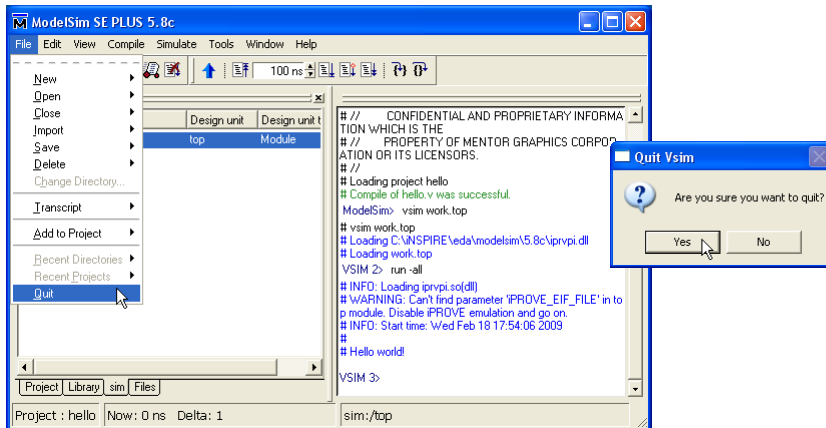 ModelSim SE PLUS 5.8c
File Edit View Compile Simulate Tools Window Help
100 ns
New
Open
Close
Import
Save
Delete
Change Directory...
Transcript
Add to Project
Recent Directories
Recent Projects
Quit
Design unit Design unit t
top Module
Project Library sim Files
# // CONFIDENTIAL AND PROPRIETARY INFORMA
TION WHICH IS THE
# // PROPERTY OF MENTOR GRAPHICS CORPOR
ATION OR ITS LICENSORS.
# //
# Loading project hello
# Compile of hello.v was successful.
ModelSim> vsim work.top
# vsim work.top
# Loading C:\iNSPIRE\eda\modelsim\5.8c\iprvpi.dll
# Loading work.top
VSIM 2> run -all
# INFO: Loading iprvpi.so(dll)
# WARNING: Can't find parameter 'iPROVE_EIF_FILE' in to
p module. Disable iPROVE emulation and go on.
# INFO: Start time: Wed Feb 18 17:54:06 2009
#
# Hello world!
VSIM 3>
Project : hello Now: 0 ns Delta: 1 sim:/top
Quit Vsim
Are you sure you want to quit?
Yes No